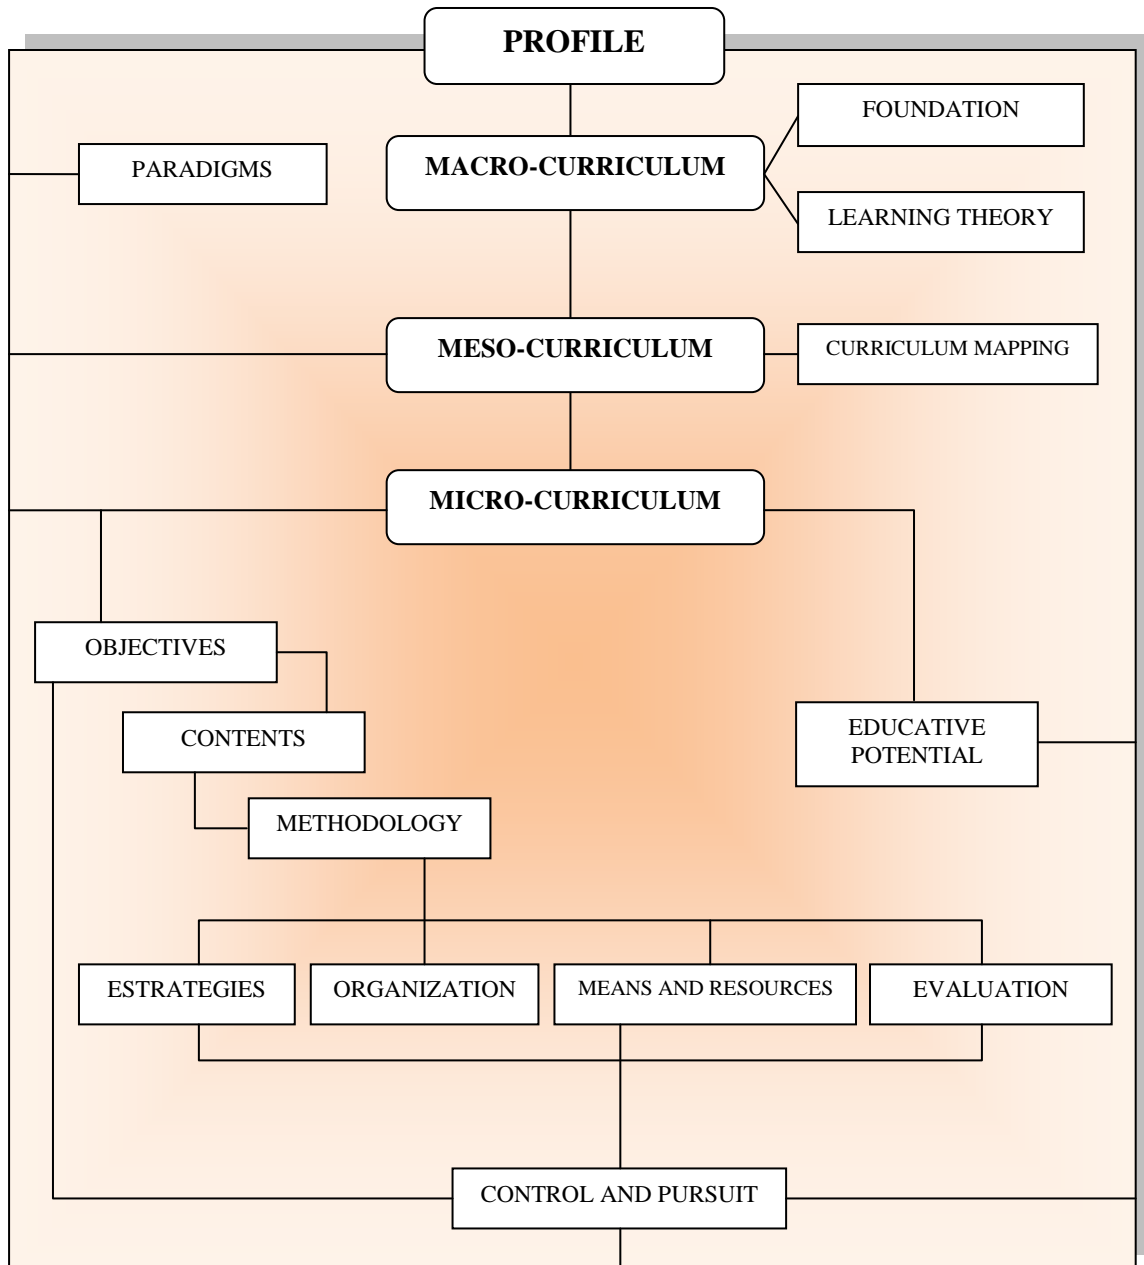 PROFILE
FOUNDATION
PARADIGMS
MACRO-CURRICULUM
LEARNING THEORY
MESO-CURRICULUM
CURRICULUM MAPPING
MICRO-CURRICULUM
OBJECTIVES
CONTENTS
EDUCATIVE
POTENTIAL
METHODOLOGY
ESTRATEGIES
ORGANIZATION
MEANS AND RESOURCES
EVALUATION
CONTROL AND PURSUIT